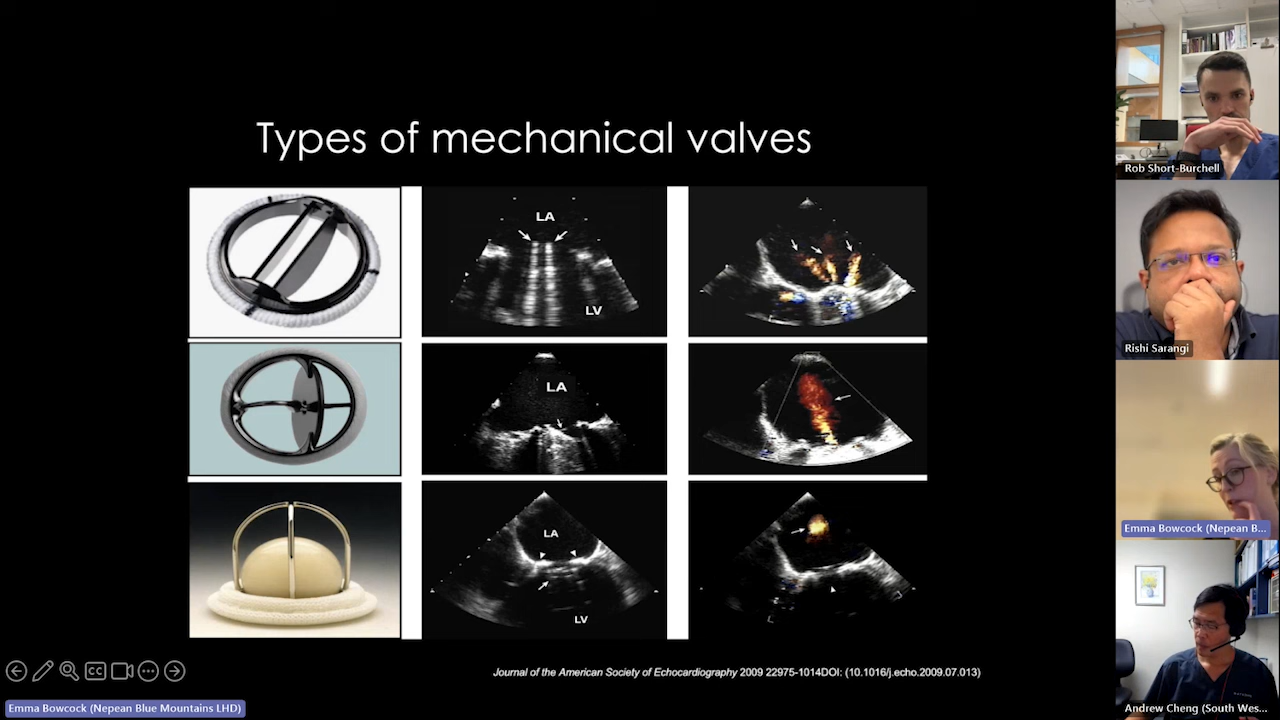 Types of mechanical valves
LA
LV
LA
LA
LV
Journal of the American Society of Echocardiography 2009 22975-1014DOI: (10.1016/j.echo.2009.07.013)
CC
Emma Bowcock (Nepean Blue Mountains LHD)
Rob Short-Burchell
Rishi Sarangi
Emma Bowcock (Nepean B...
Andrew Cheng (South Wes...